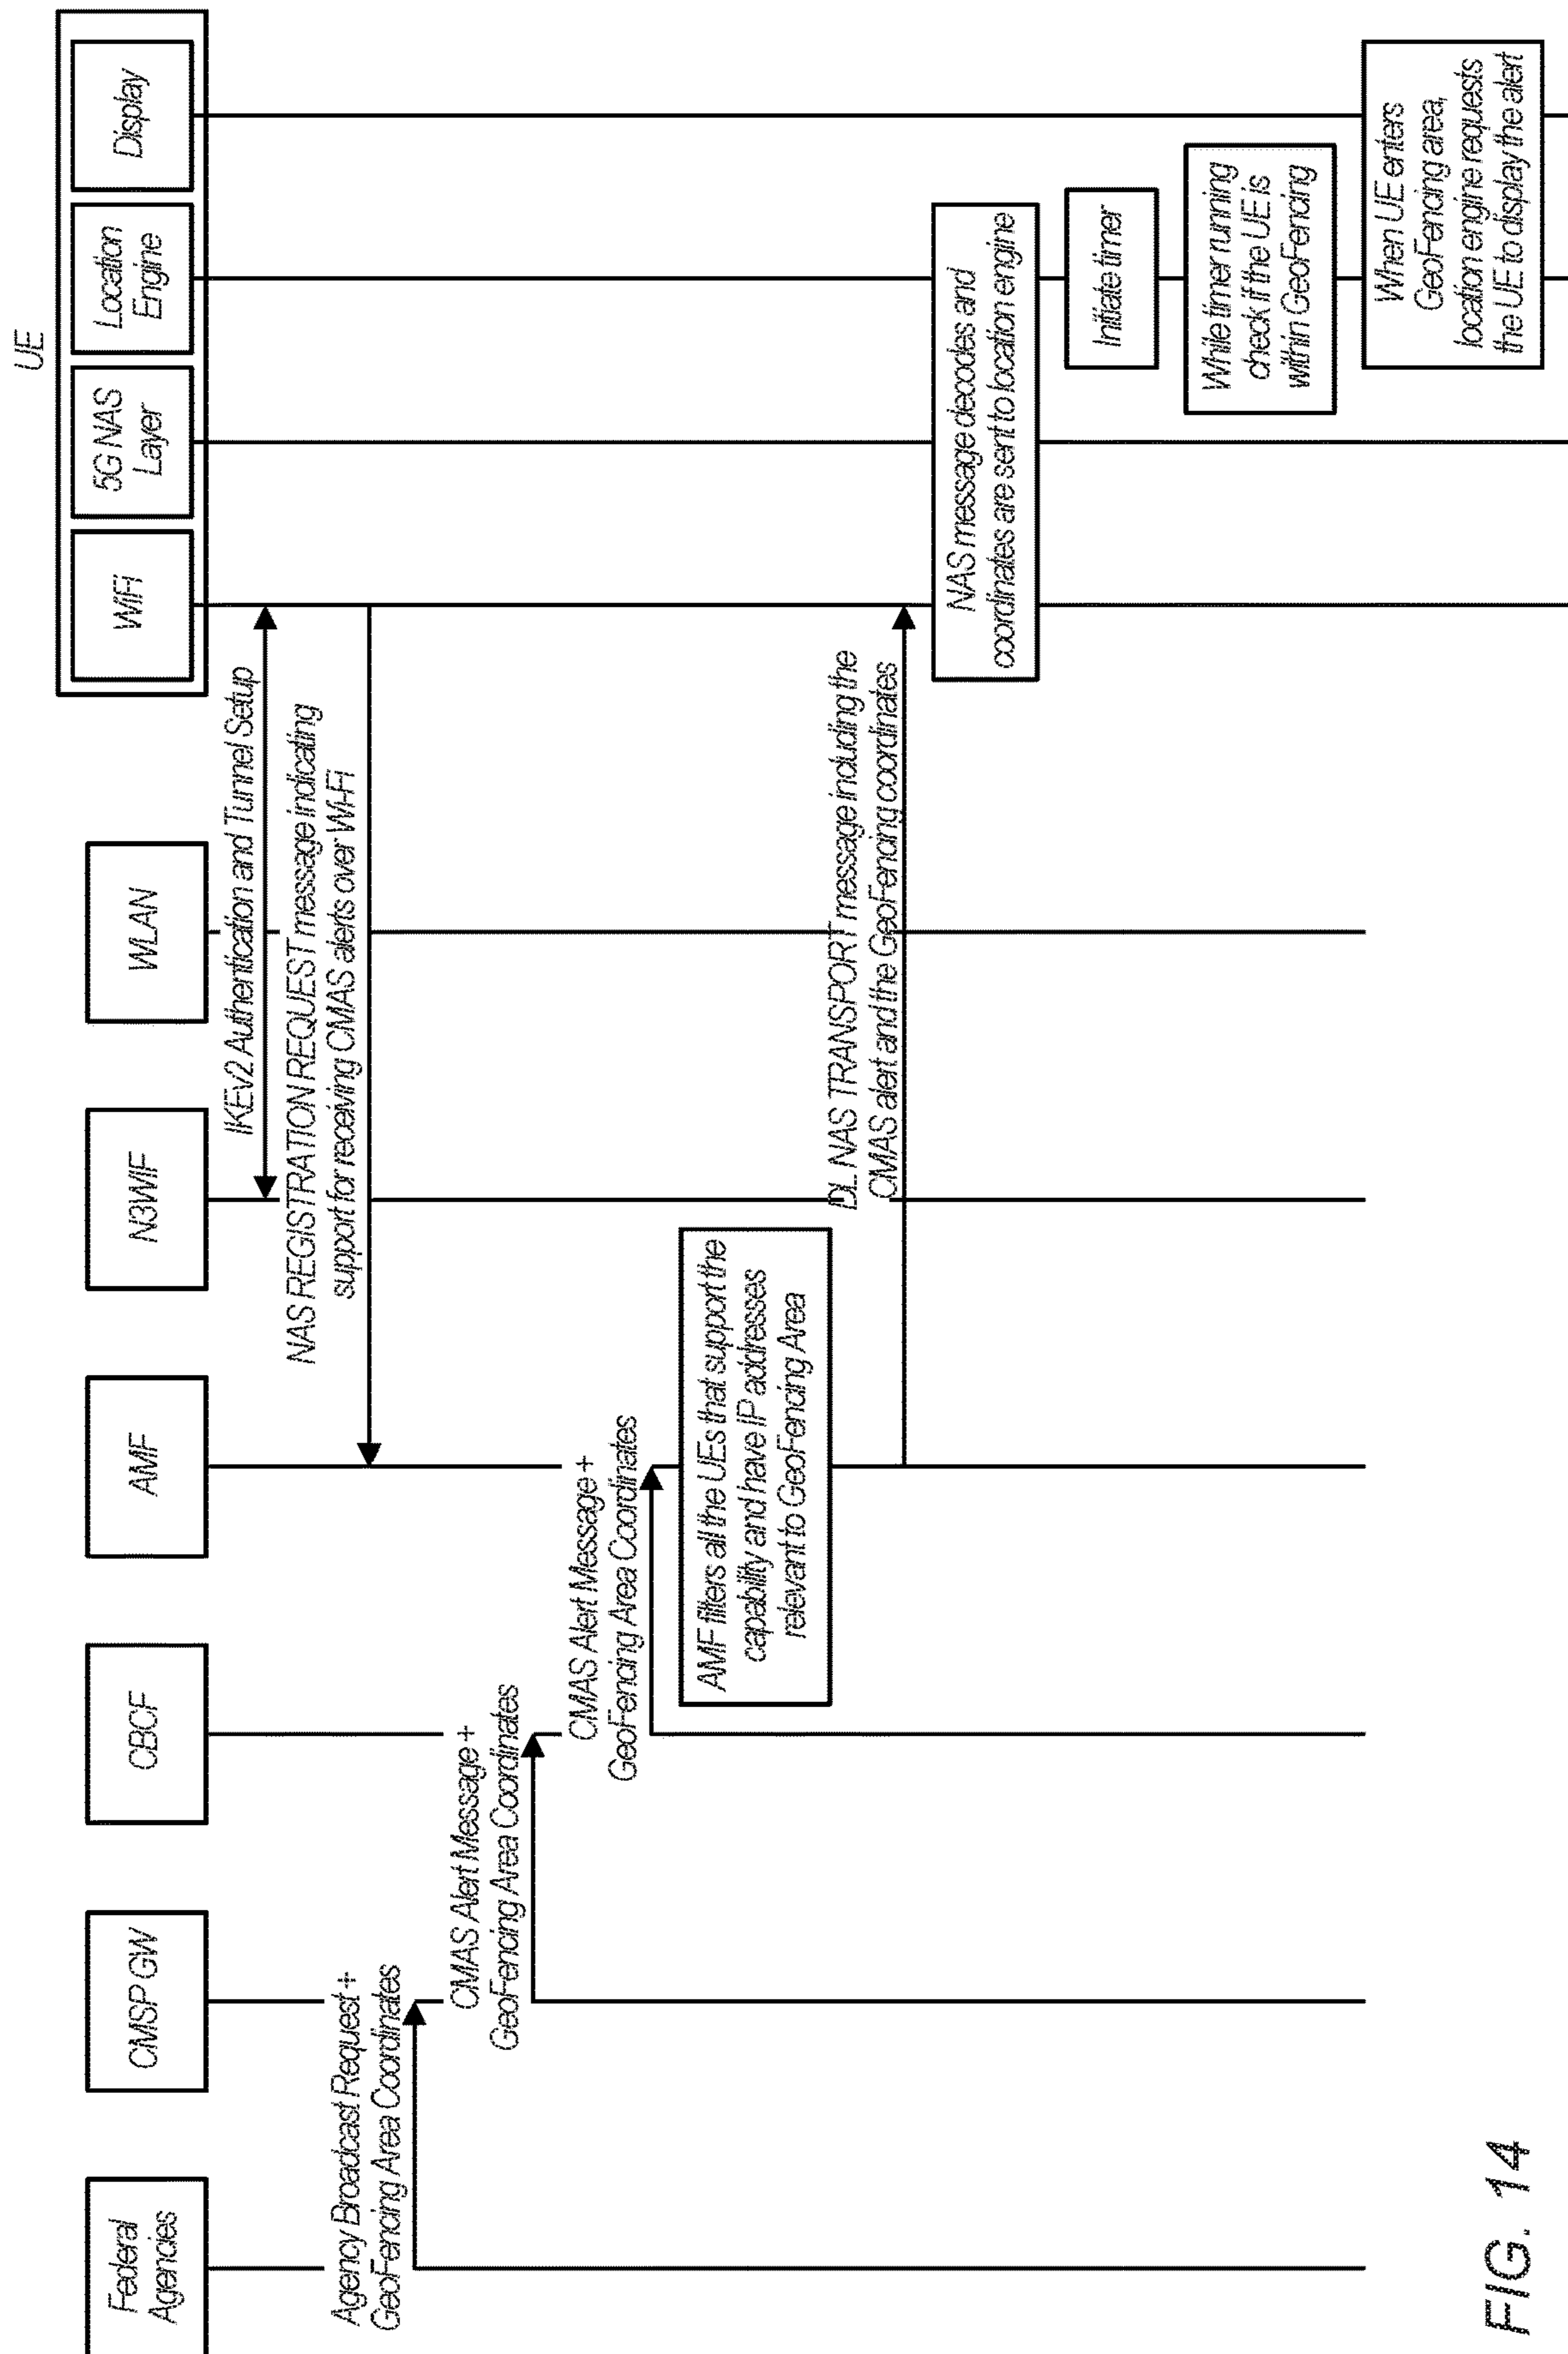 UE
Federal
Agencies
CMSP GW
CBCF
AMF
N3WIF
WLAN
WiFi
5G NAS
Layer
Location
Engine
Display
IKEv2 Authentication and Tunnel Setup
NAS REGISTRATION REQUEST message indicating
support for receiving CMAS alerts over Wi-Fi
Agency Broadcast Request +
GeoFencing Area Coordinates
CMAS Alert Message +
GeoFencing Area Coordinates
CMAS Alert Message +
GeoFencing Area Coordinates
AMF filters all the UEs that support the
capability and have IP addresses
relevant to GeoFencing Area
DL NAS TRANSPORT message including the
CMAS alert and the GeoFencing coordinates
NAS message decodes and
coordinates are sent to location engine
Initiate timer
While timer running
check if the UE is
within GeoFencing
When UE enters
GeoFencing area,
location engine requests
the UE to display the alert
FIG. 14